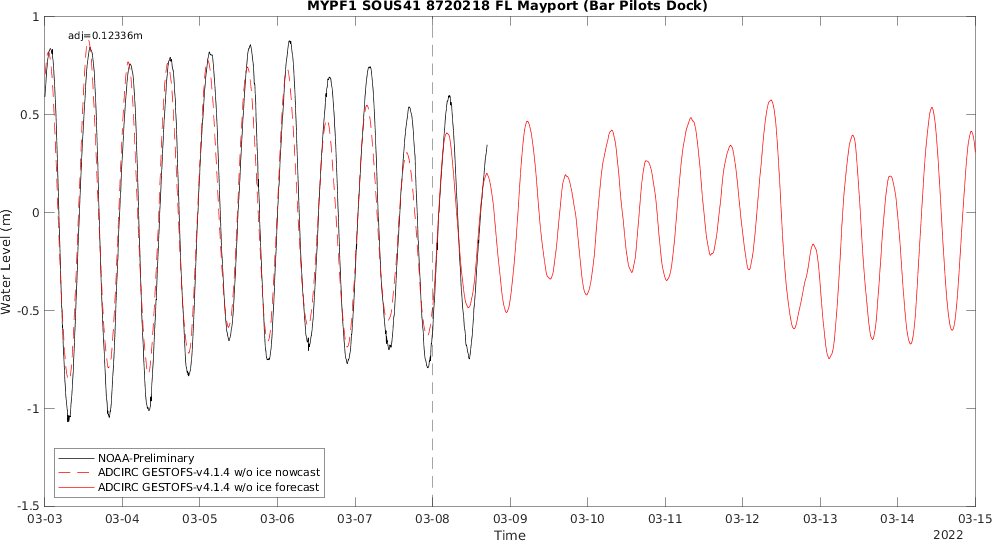 MYPF1 SOUS41 8720218 FL Mayport (Bar Pilots Dock)
adj=0.12336m
1
0.5
0
-0.5
-1
-1.5
Water Level (m)
NOAA-Preliminary
ADCIRC GESTOFS-v4.1.4 w/o ice nowcast
ADCIRC GESTOFS-v4.1.4 w/o ice forecast
03-03 03-04 03-05 03-06 03-07 03-08 03-09 03-10 03-11 03-12 03-13 03-14 03-15
Time
2022